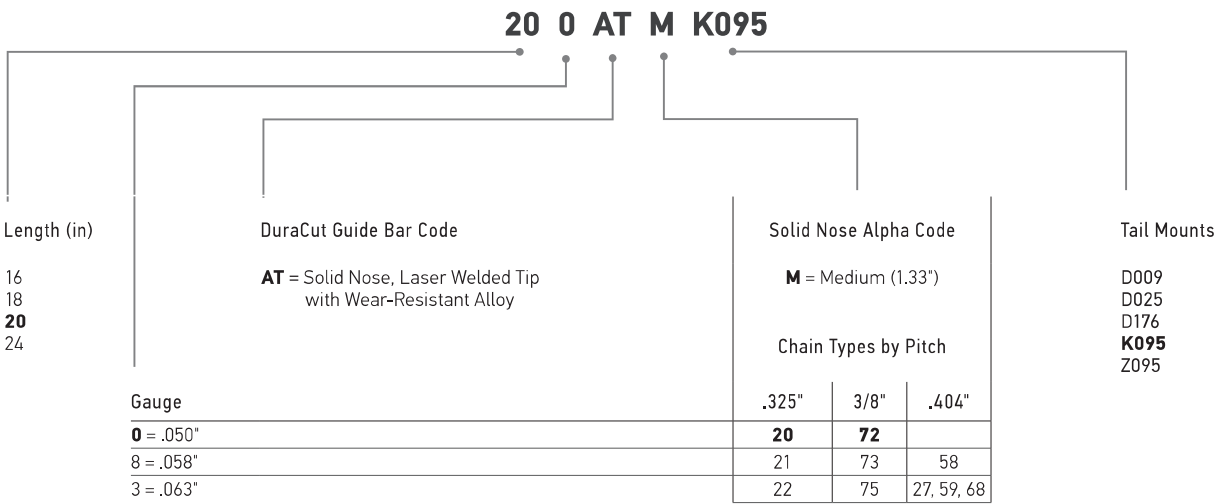 20 0 AT M K095
Length (in)
16
18
20
24
DuraCut Guide Bar Code
AT = Solid Nose, Laser Welded Tip
with Wear-Resistant Alloy
Solid Nose Alpha Code
M = Medium (1.33")
Chain Types by Pitch
Tail Mounts
D009
D025
D176
K095
Z095
Gauge .325" 3/8" .404"
0 = .050" 20 72
8 = .058" 21 73 58
3 = .063" 22 75 27, 59, 68